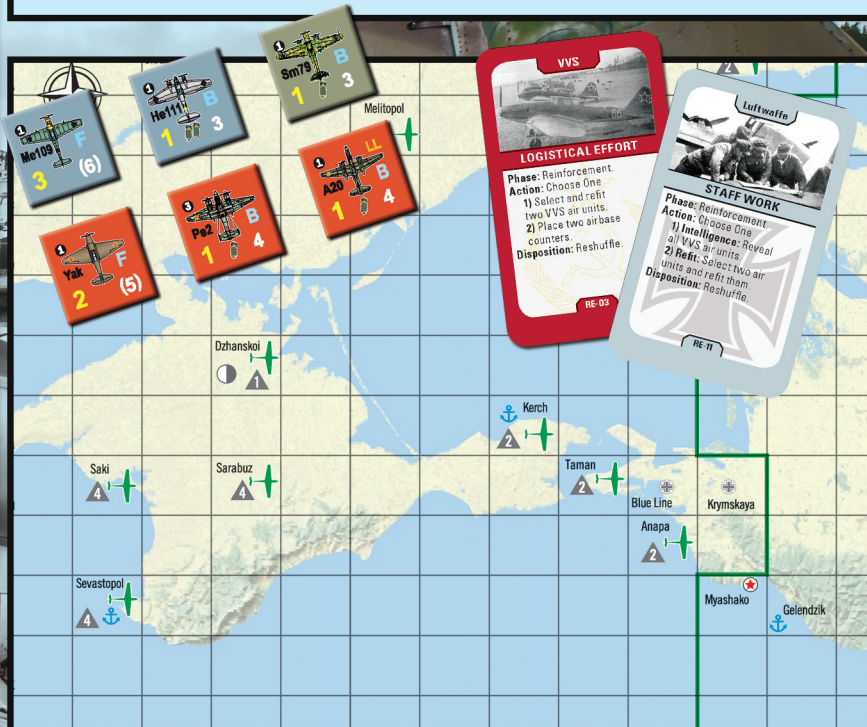 1
Sm79
B
1
3
1
He111
B
1
3
1
Me109
F
3
(6)
1
A20
LL
B
1
4
3
Pe2
B
1
4
1
Yak
F
2
(5)
VVS
LOGISTICAL EFFORT
Phase: Reinforcement.
Action: Choose One
1) Select and refit
two VVS air units.
2) Place two airbase
counters.
Disposition: Reshuffle.
RE-03
Luftwaffe
STAFF WORK
Phase: Reinforcement.
Action: Choose One
1) Intelligence: Reveal
all VVS air units.
2) Refit: Select two air
units and refit them.
Disposition: Reshuffle.
RE-11
2
Melitopol
Dzhanskoi
1
Kerch
2
Saki
4
Sarabuz
4
Taman
2
Blue Line
Krymskaya
Anapa
2
Sevastopol
4
Myashako
Gelendzik